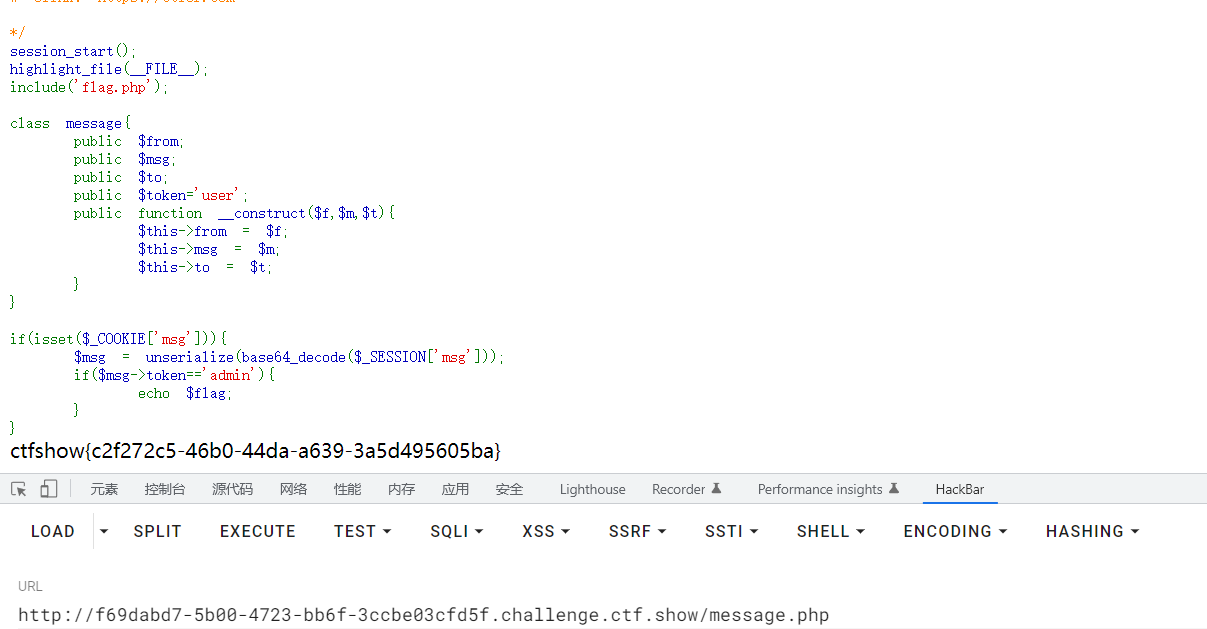 */
session_start();
highlight_file(__FILE__);
include('flag.php');
class message{
public $from;
public $msg;
public $to;
public $token='user';
public function __construct($f,$m,$t){
$this->from = $f;
$this->msg = $m;
$this->to = $t;
}
}
if(isset($_COOKIE['msg'])){
$msg = unserialize(base64_decode($_SESSION['msg']));
if($msg->token=='admin'){
echo $flag;
}
}
ctfshow{c2f272c5-46b0-44da-a639-3a5d495605ba}
元素 控制台 源代码 网络 性能 内存 应用 安全 Lighthouse Recorder Performance insights HackBar
LOAD SPLIT EXECUTE TEST SQLI XSS SSRF SSTI SHELL ENCODING HASHING
URL
http://f69dabd7-5b00-4723-bb6f-3ccbe03cfd5f.challenge.ctf.show/message.php